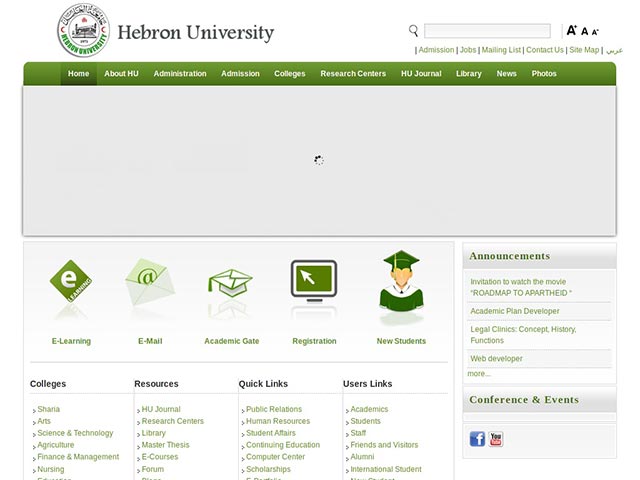 HEBRON UNIVERSITY
1971
Hebron University
A+ A A-
| Admission | Jobs | Mailing List | Contact Us | Site Map | عربي
Home About HU Administration Admission Colleges Research Centers HU Journal Library News Photos
e LEARNING
@
E-Learning E-Mail Academic Gate Registration New Students
Announcements
Invitation to watch the movie
"ROADMAP TO APARTHEID "
Academic Plan Developer
Legal Clinics: Concept, History,
Functions
Web developer
more...
Conference & Events
f You Tube
Colleges Resources Quick Links Users Links
Sharia HU Journal Public Relations Academics
Arts Research Centers Human Resources Students
Science & Technology Library Student Affairs Staff
Agriculture Master Thesis Continuing Education Friends and Visitors
Finance & Management E-Courses Computer Center Alumni
Nursing Forum Scholarships International Student